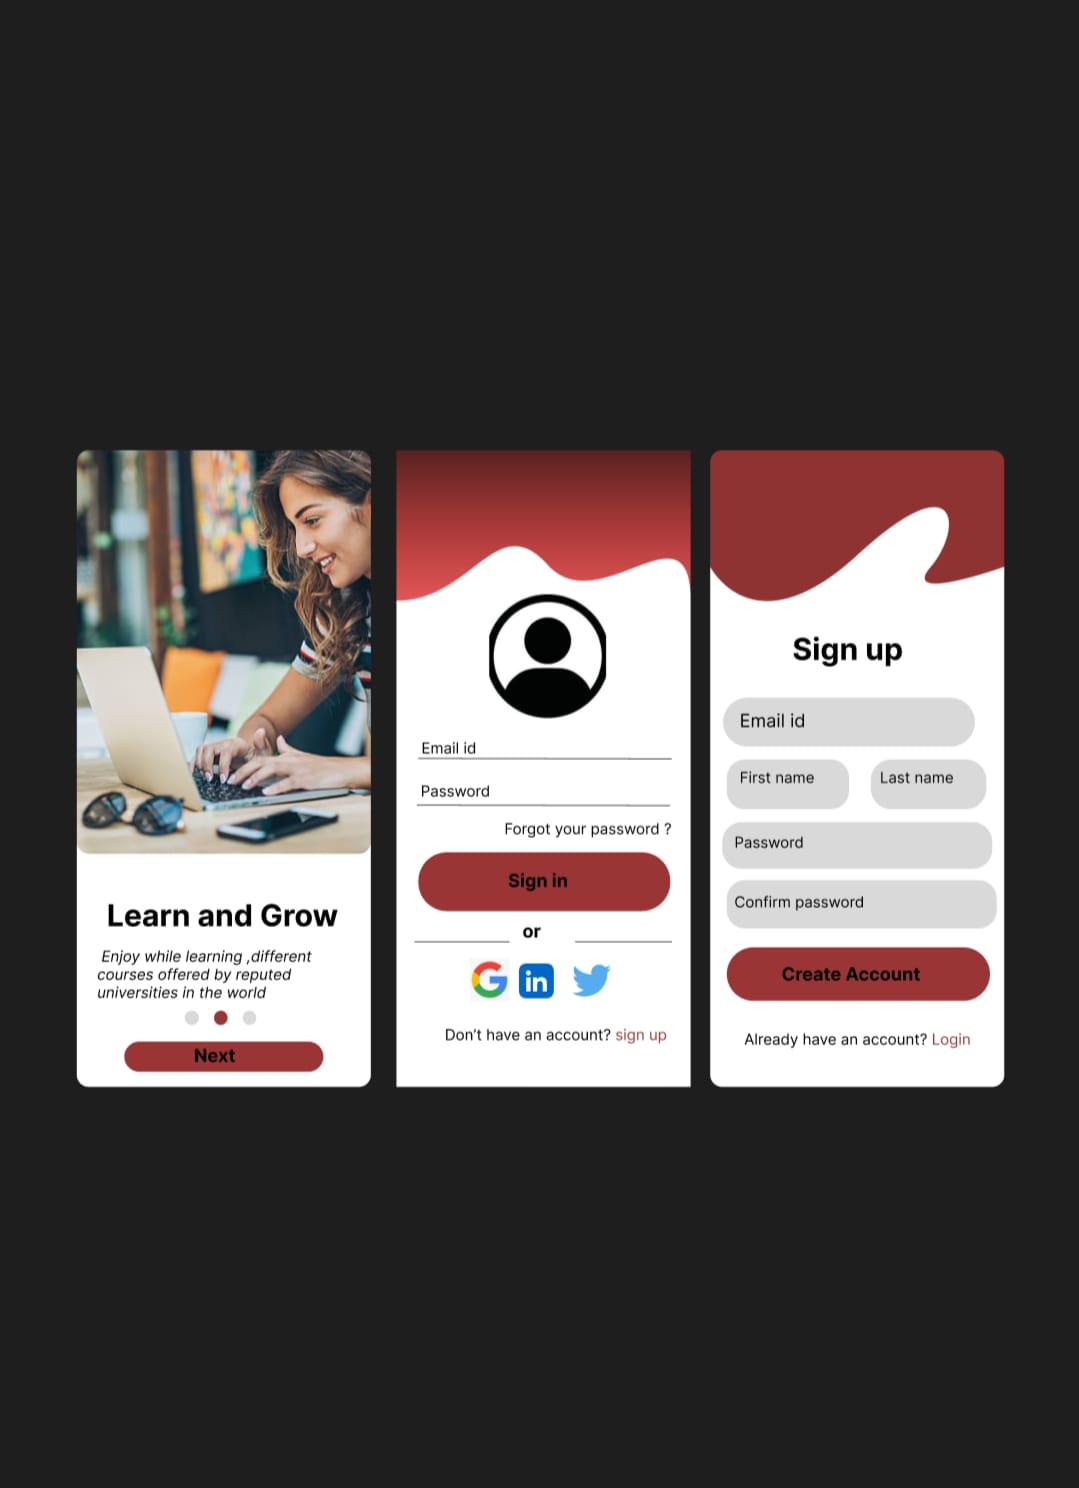 Learn and Grow
Enjoy while learning ,different
courses offered by reputed
universities in the world
Next
Email id
Password
Forgot your password ?
Sign in
or
in
Don't have an account? sign up
Sign up
Email id
First name
Last name
Password
Confirm password
Create Account
Already have an account? Login